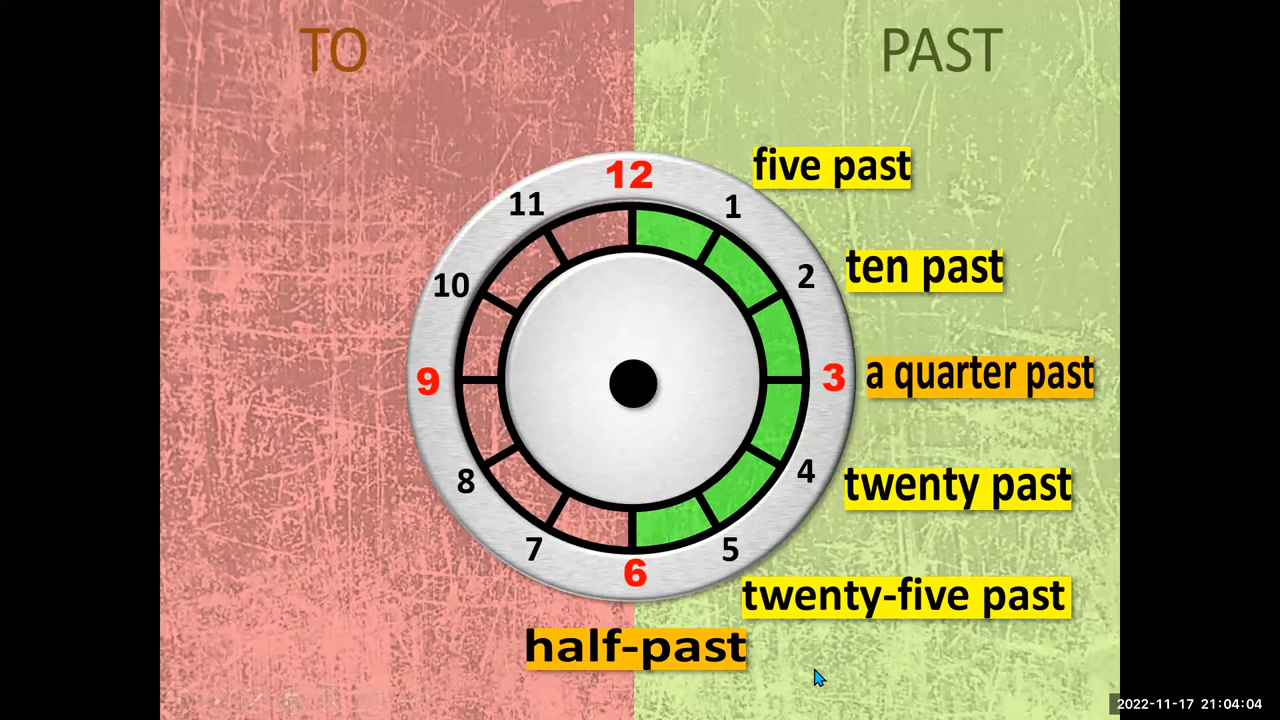 TO
PAST
five past
12
11
1
ten past
10
2
a quarter past
9
3
8
4
twenty past
7
5
6
twenty-five past
half-past
2022-11-17 21:04:04